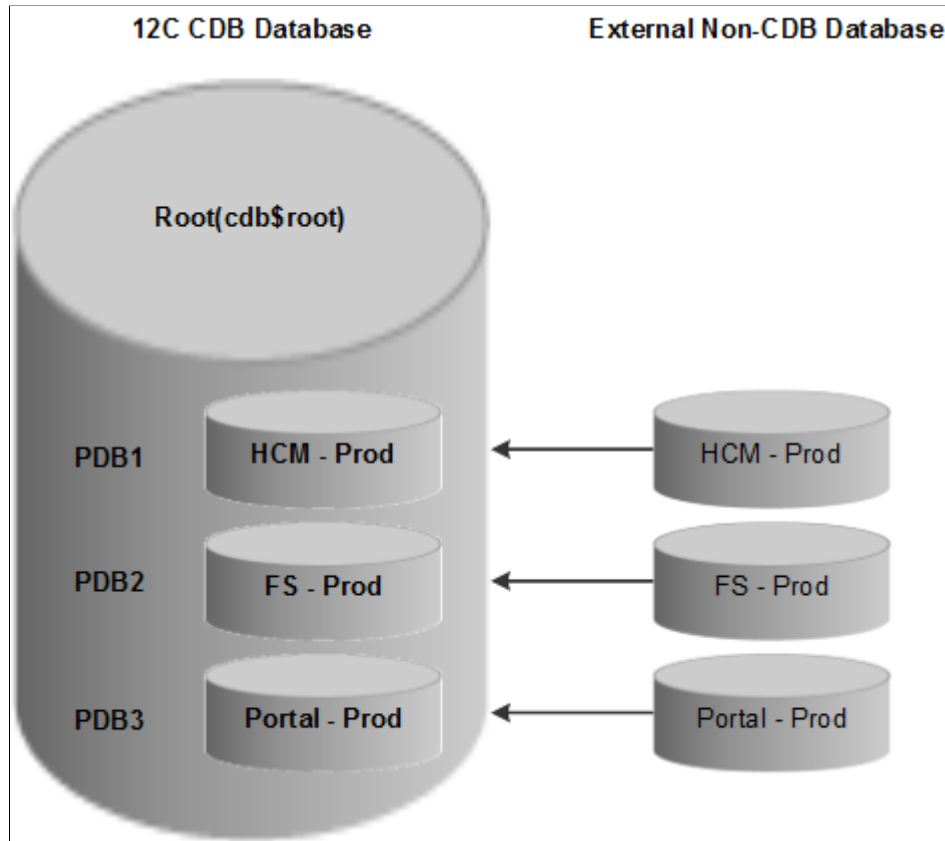 12C CDB Database
External Non-CDB Database
Root(cdb$root)
PDB1
HCM - Prod
HCM - Prod
PDB2
FS - Prod
FS - Prod
PDB3
Portal - Prod
Portal - Prod